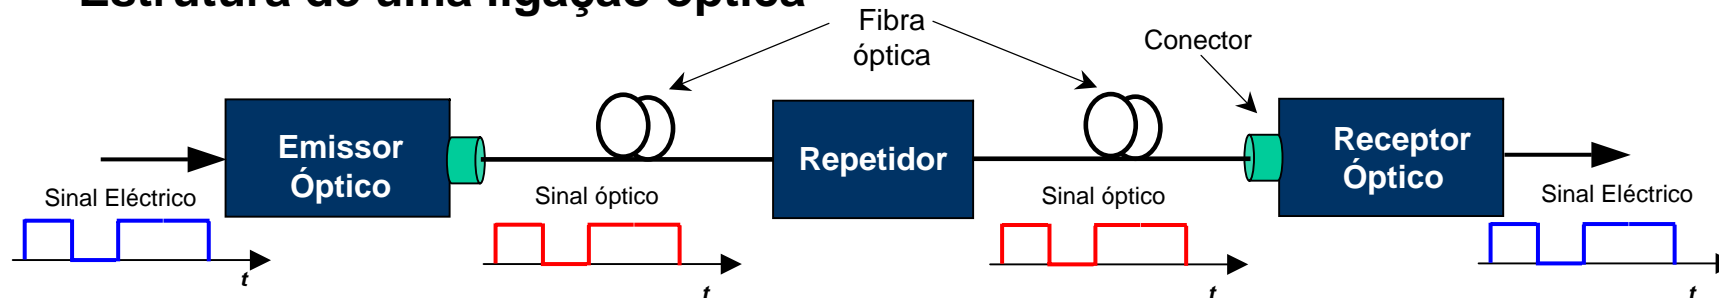 Estrutura de uma ligação óptica
Fibra
óptica
Conector
Emissor
Óptico
Repetidor
Receptor
Óptico
Sinal Eléctrico
Sinal óptico
Sinal óptico
Sinal Eléctrico
t
t
t
t